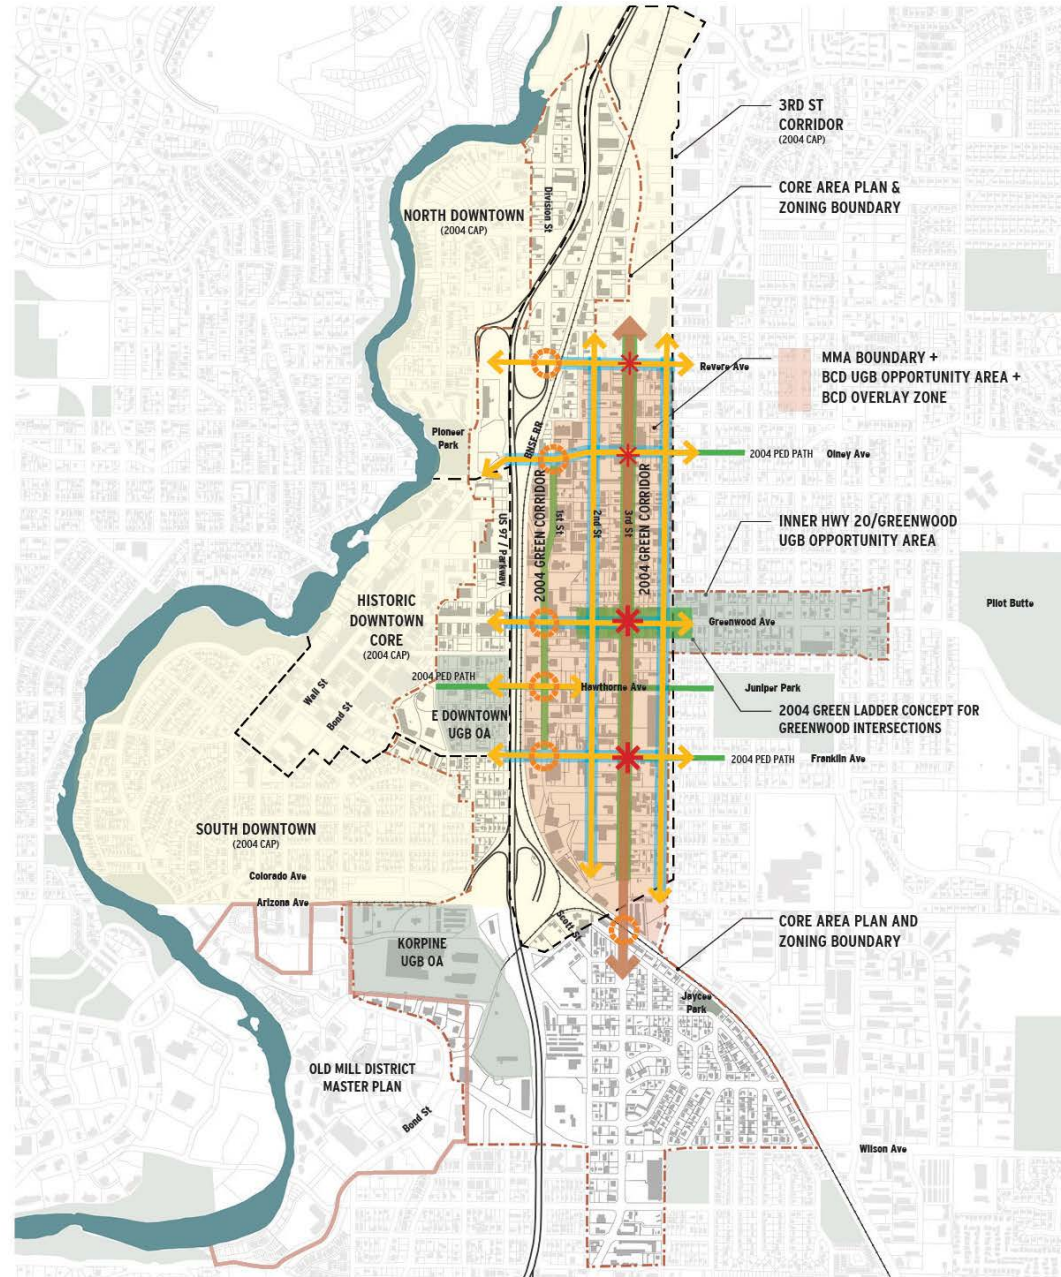 3RD ST
CORRIDOR
(2004 CAP)
CORE AREA PLAN &
ZONING BOUNDARY
Division St
NORTH DOWNTOWN
(2004 CAP)
MMA BOUNDARY +
BCD UGB OPPORTUNITY AREA +
BCD OVERLAY ZONE
Revere Ave
Pioneer
Park
BNSF RR
2004 PED PATH
Olney Ave
2004 GREEN CORRIDOR
1st St
2nd St
3rd St
2004 GREEN CORRIDOR
US 97 / Parkway
INNER HWY 20/GREENWOOD
UGB OPPORTUNITY AREA
Pilot Butte
HISTORIC
DOWNTOWN
CORE
(2004 CAP)
Greenwood Ave
2004 PED PATH
Hawthorne Ave
Juniper Park
Wall St
Bond St
E DOWNTOWN
UGB OA
2004 GREEN LADDER CONCEPT FOR
GREENWOOD INTERSECTIONS
2004 PED PATH
Franklin Ave
SOUTH DOWNTOWN
(2004 CAP)
Colorado Ave
Arizona Ave
Scott St
CORE AREA PLAN AND
ZONING BOUNDARY
KORPINE
UGB OA
Jaycee
Park
OLD MILL DISTRICT
MASTER PLAN
Bond St
Wilson Ave